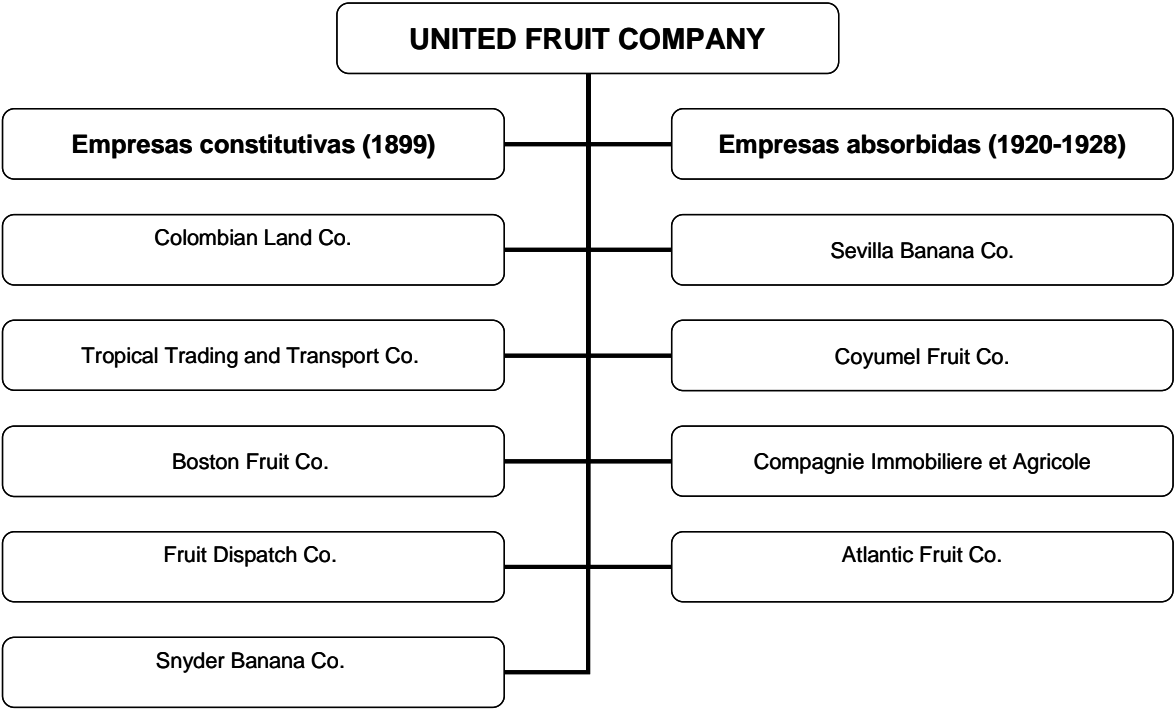 UNITED FRUIT COMPANY
Empresas constitutivas (1899)
Empresas absorbidas (1920-1928)
Colombian Land Co.
Sevilla Banana Co.
Tropical Trading and Transport Co.
Coyumel Fruit Co.
Boston Fruit Co.
Compagnie Immobiliere et Agricole
Fruit Dispatch Co.
Atlantic Fruit Co.
Snyder Banana Co.